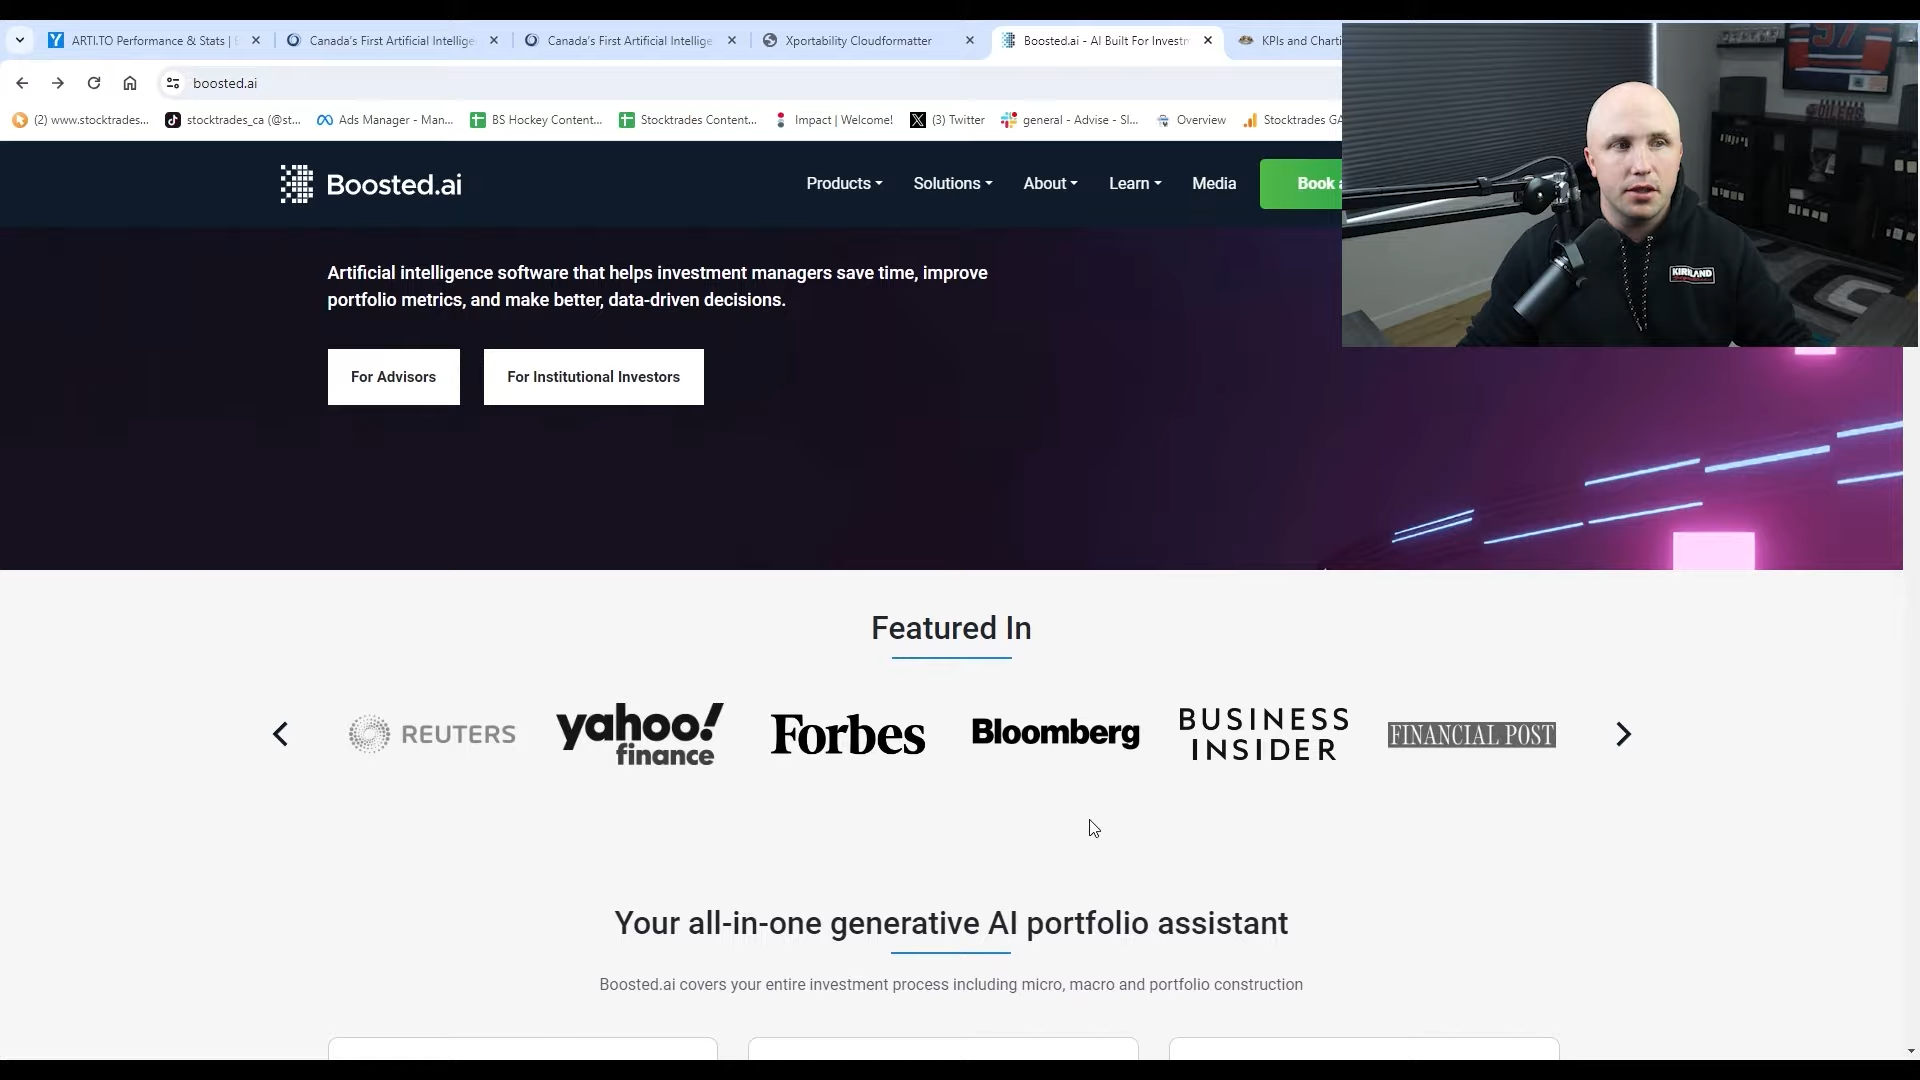 ARTI.TO Performance & Stats |
Canada's First Artificial Intellige
Canada's First Artificial Intellige
Xportability Cloudformatter
Boosted.ai - AI Built For Investm
KPIs and Charti
boosted.ai
(2) www.stocktrades...
stocktrades_ca (@st...
Ads Manager - Man...
BS Hockey Content...
Stocktrades Content...
Impact | Welcome!
(3) Twitter
general - Advise - Sl...
Overview
Stocktrades GA
Boosted.ai
Products
Solutions
About
Learn
Media
Book a
97
OILERS
KIRKLAND
Artificial intelligence software that helps investment managers save time, improve
portfolio metrics, and make better, data-driven decisions.
For Advisors
For Institutional Investors
Featured In
REUTERS
yahoo!
finance
Forbes
Bloomberg
BUSINESS
INSIDER
FINANCIAL POST
Your all-in-one generative AI portfolio assistant
Boosted.ai covers your entire investment process including micro, macro and portfolio construction